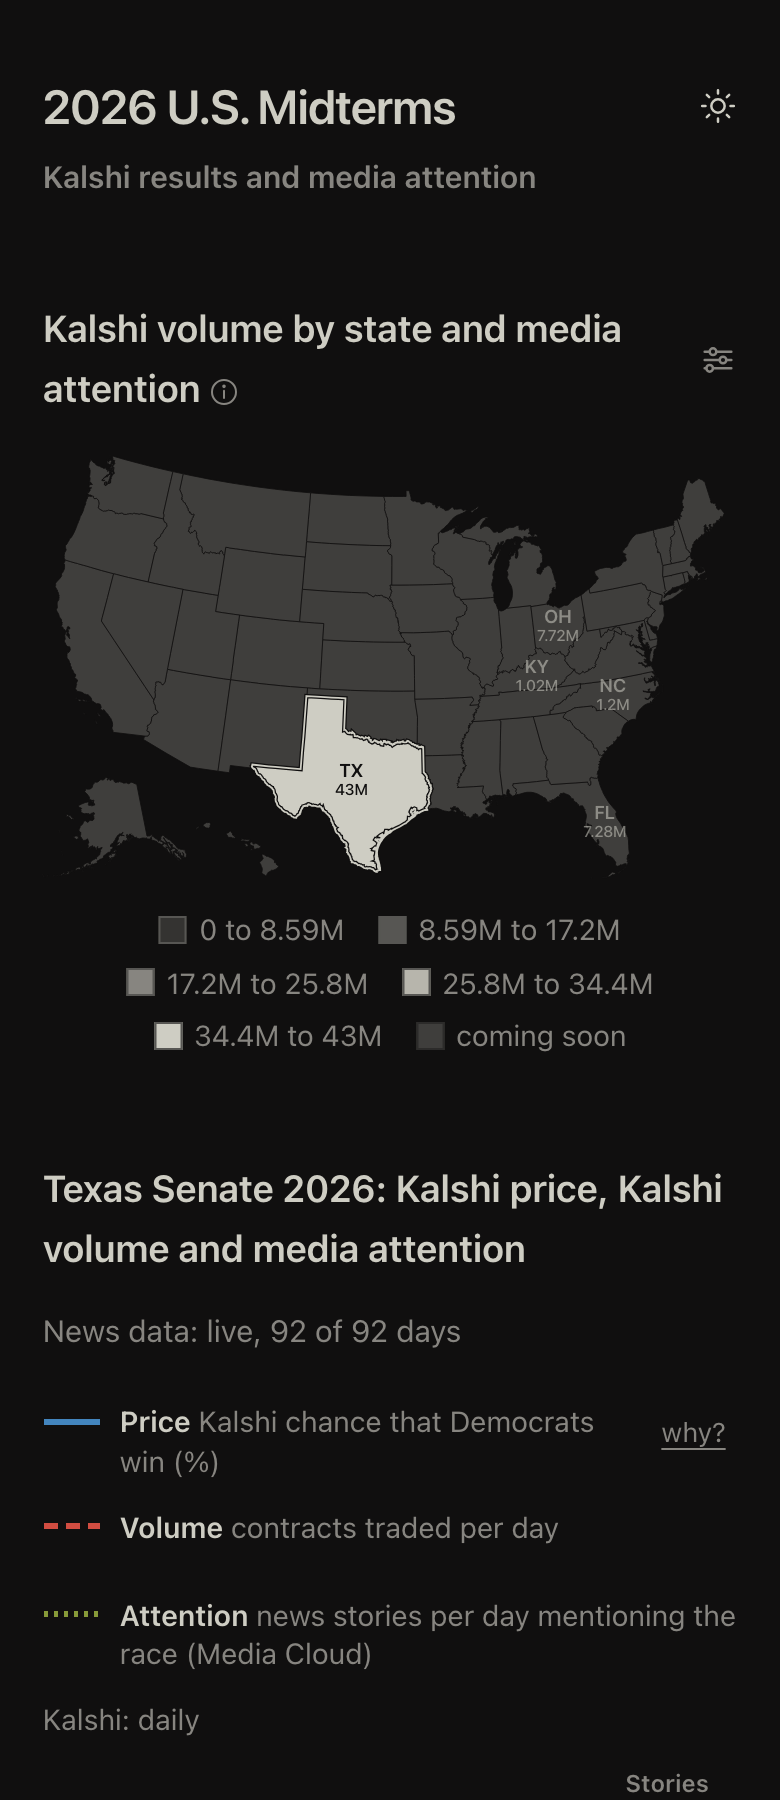 2026 U.S. Midterms
Kalshi results and media attention
Kalshi volume by state and media
attention
OH
7.72M
KY
1.02M
NC
1.2M
TX
43M
FL
7.28M
0 to 8.59M
8.59M to 17.2M
17.2M to 25.8M
25.8M to 34.4M
34.4M to 43M
coming soon
Texas Senate 2026: Kalshi price, Kalshi
volume and media attention
News data: live, 92 of 92 days
Price Kalshi chance that Democrats
win (%)
why?
Volume contracts traded per day
Attention news stories per day mentioning the
race (Media Cloud)
Kalshi: daily
Stories